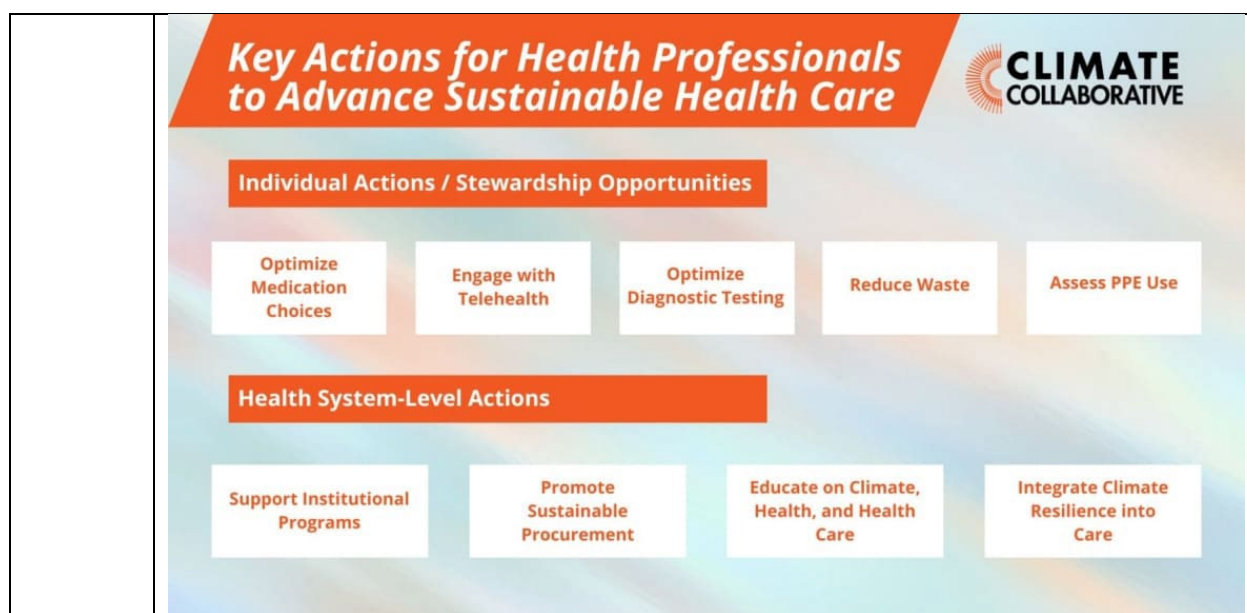 Key Actions for Health Professionals
to Advance Sustainable Health Care
CLIMATE
COLLABORATIVE
Individual Actions / Stewardship Opportunities
Optimize
Medication
Choices
Engage with
Telehealth
Optimize
Diagnostic Testing
Reduce Waste
Assess PPE Use
Health System-Level Actions
Support Institutional
Programs
Promote
Sustainable
Procurement
Educate on Climate,
Health, and Health
Care
Integrate Climate
Resilience into
Care